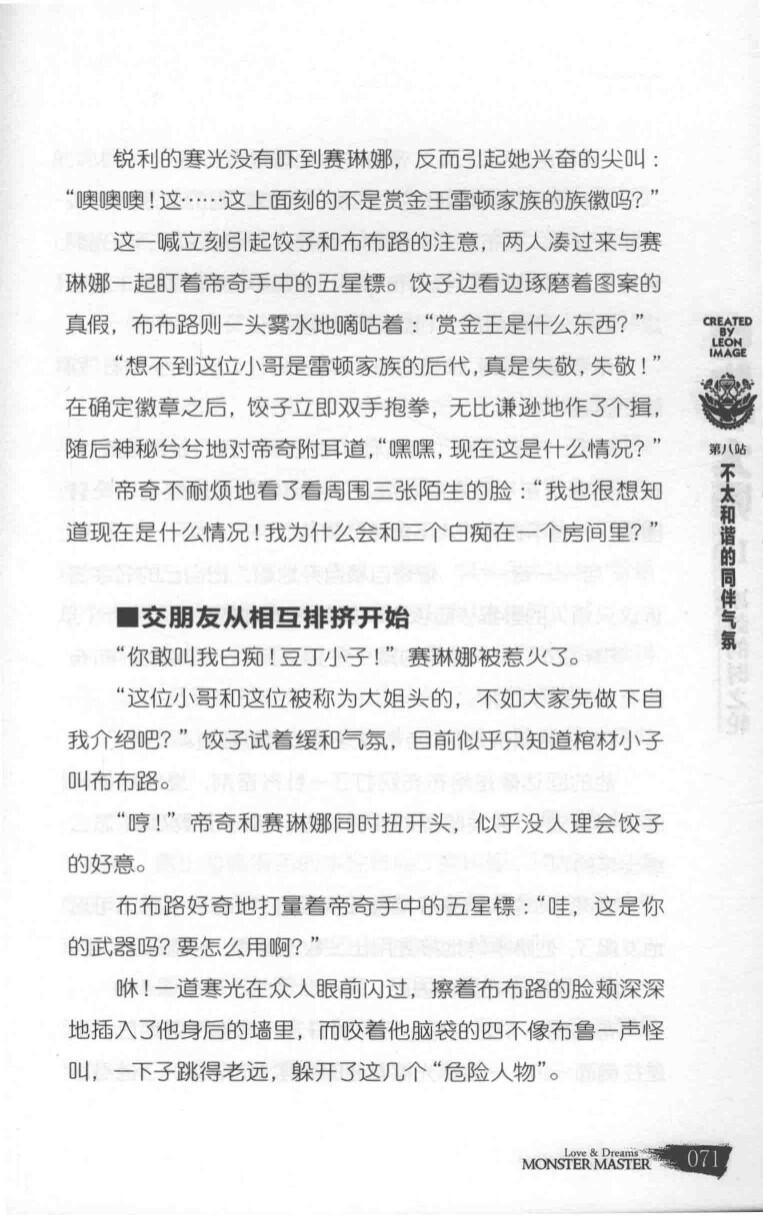 锐利的寒光没有吓到赛琳娜，反而引起她兴奋的尖叫：
“噢噢噢！这……这上面刻的不是赏金王雷顿家族的族徽吗？”
这一喊立刻引起饺子和布布路的注意，两人凑过来与赛
琳娜一起盯着帝奇手中的五星镖。饺子边看边琢磨着图案的
真假，布布路则一头雾水地嘀咕着：“赏金王是什么东西？”
“想不到这位小哥是雷顿家族的后代，真是失敬，失敬！”
在确定徽章之后，饺子立即双手抱拳，无比谦逊地作了个揖，
随后神秘兮兮地对帝奇附耳道，“嘿嘿，现在这是什么情况？”
帝奇不耐烦地看了看周围三张陌生的脸：“我也很想知
道现在是什么情况！我为什么会和三个白痴在一个房间里？”
■交朋友从相互排挤开始
“你敢叫我白痴！豆丁小子！”赛琳娜被惹火了。
“这位小哥和这位被称为大姐头的，不如大家先做下自
我介绍吧？”饺子试着缓和气氛，目前似乎只知道棺材小子
叫布布路。
“哼！”帝奇和赛琳娜同时扭开头，似乎没人理会饺子
的好意。
布布路好奇地打量着帝奇手中的五星镖：“哇，这是你
的武器吗？要怎么用啊？”
咻！一道寒光在众人眼前闪过，擦着布布路的脸颊深深
地插入了他身后的墙里，而咬着他脑袋的四不像布鲁一声怪
叫，一下子跳得老远，躲开了这几个“危险人物”。
CREATED
BY
LEON
IMAGE
第八站
不太和谐的同伴气氛
Love & Dreams
MONSTER MASTER
071